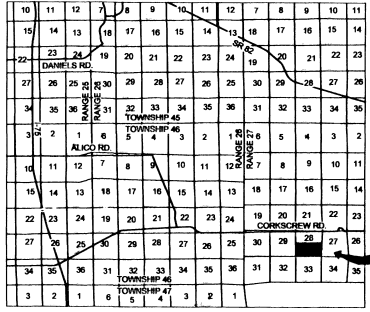 10 11 12 7 8 9 10 11 12 7 8 9 10 11
15 14 13 18 17 16 15 14 13 18 17 16 15 14
SR 82
22 23 24 19 20 21 22 23 24 19 20 21 22 23
DANIELS RD.
27 26 25 30 29 28 27 26 25 30 29 28 27 26
RANGE 25
RANGE 26
34 35 36 31 32 33 34 35 36 31 32 33 34 35
I-75
TOWNSHIP 45
TOWNSHIP 46
3 2 1 6 5 4 3 2 1 6 5 4 3 2
ALICO RD.
RANGE 26
RANGE 27
10 11 12 7 8 9 10 11 12 7 8 9 10 11
15 14 13 18 17 16 15 14 13 18 17 16 15 14
22 23 24 19 20 21 22 23 24 19 20 21 22 23
CORKSCREW RD.
27 26 25 30 29 28 27 26 25 30 29 28 27 26
34 35 36 31 32 33 34 35 36 31 32 33 34 35
TOWNSHIP 46
TOWNSHIP 47
3 2 1 6 5 4 3 2 1